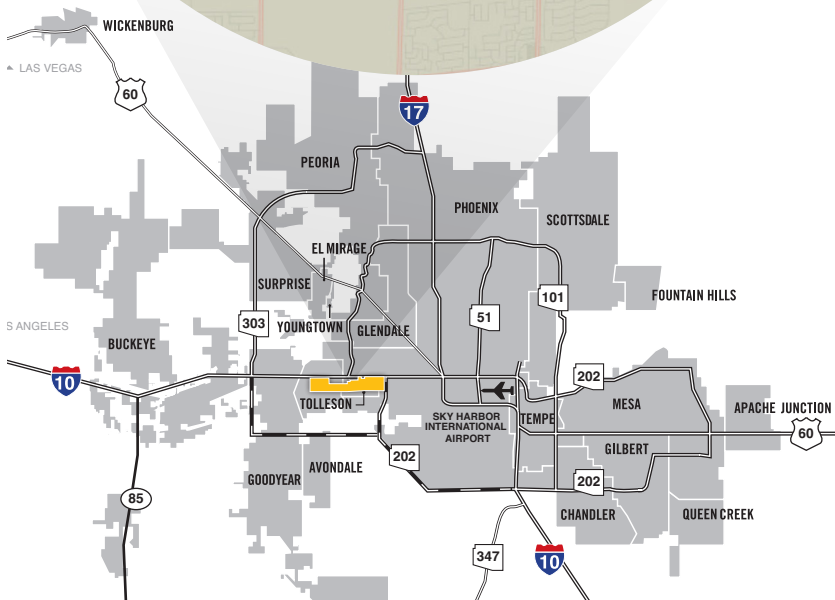 WICKENBURG
LAS VEGAS
60
17
PEORIA
PHOENIX
SCOTTSDALE
EL MIRAGE
SURPRISE
FOUNTAIN HILLS
303
YOUNGTOWN
GLENDALE
51
101
S ANGELES
BUCKEYE
10
202
TOLLESON
MESA
APACHE JUNCTION
SKY HARBOR
INTERNATIONAL
AIRPORT
TEMPE
60
GILBERT
202
AVONDALE
GOODYEAR
202
85
CHANDLER
QUEEN CREEK
347
10